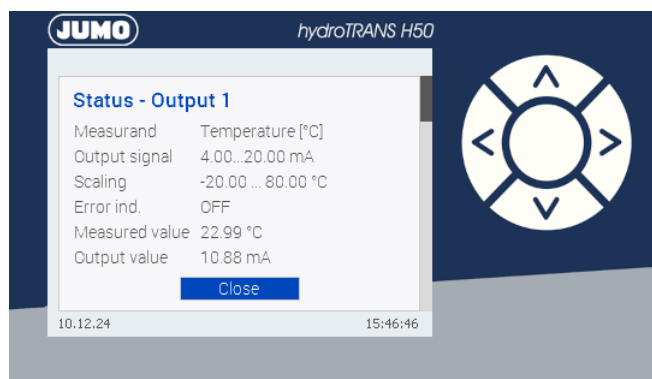 JUMO
hydroTRANS H50
Status - Output 1
Measurand Temperature [°C]
Output signal 4.00...20.00 mA
Scaling -20.00 ... 80.00 °C
Error ind. OFF
Measured value 22.99 °C
Output value 10.88 mA
Close
10.12.24 15:46:46